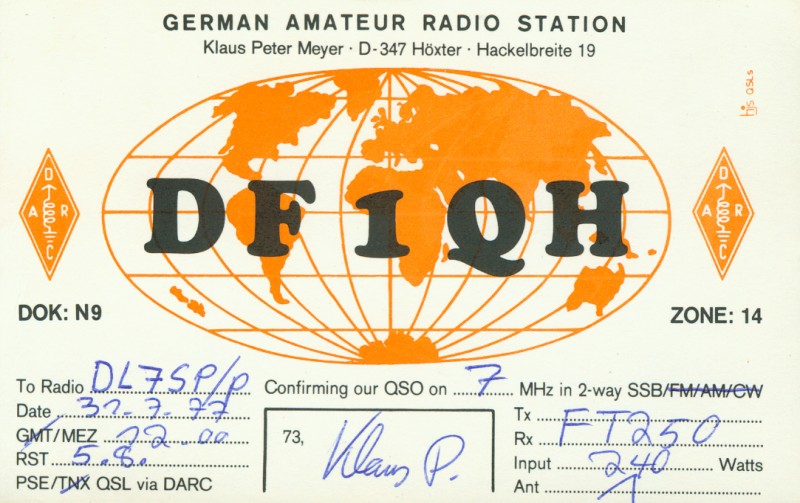 GERMAN AMATEUR RADIO STATION
Klaus Peter Meyer · D-347 Höxter · Hackelbreite 19
hjs QSLs
DF1QH
D A R C
D A R C
DOK: N9
ZONE: 14
To Radio DL7SP/p Confirming our QSO on 7 MHz in 2-way SSB/FM/AM/CW
Date 31-7-77
GMT/MEZ 22.00
RST 5.8.
PSE/TNX QSL via DARC
73,
Klaus P.
Tx
Rx FT250
Input 240 Watts
Ant